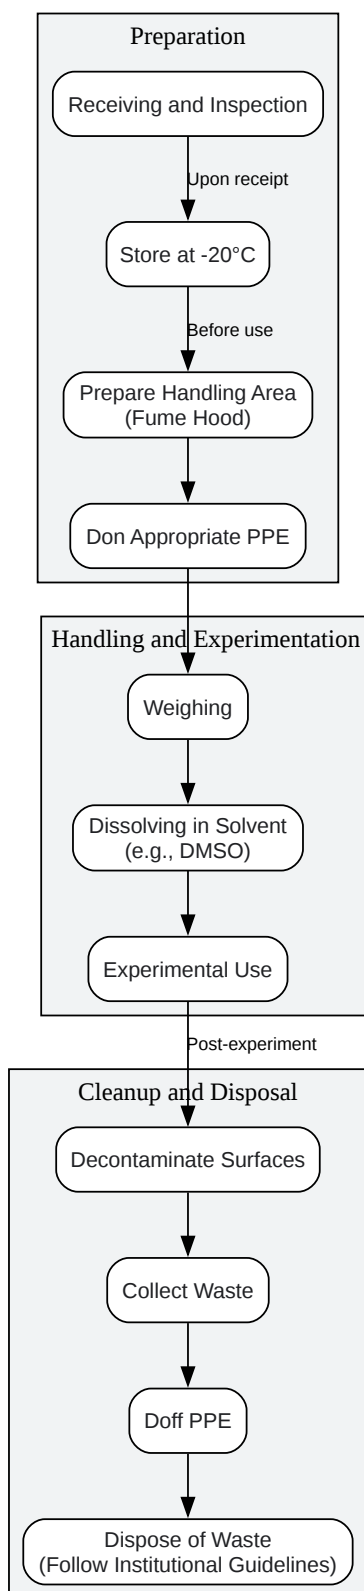 Preparation
Receiving and Inspection
Upon receipt
Store at -20°C
Before use
Prepare Handling Area
(Fume Hood)
Don Appropriate PPE
Handling and Experimentation
Weighing
Dissolving in Solvent
(e.g., DMSO)
Experimental Use
Post-experiment
Cleanup and Disposal
Decontaminate Surfaces
Collect Waste
Doff PPE
Dispose of Waste
(Follow Institutional Guidelines)